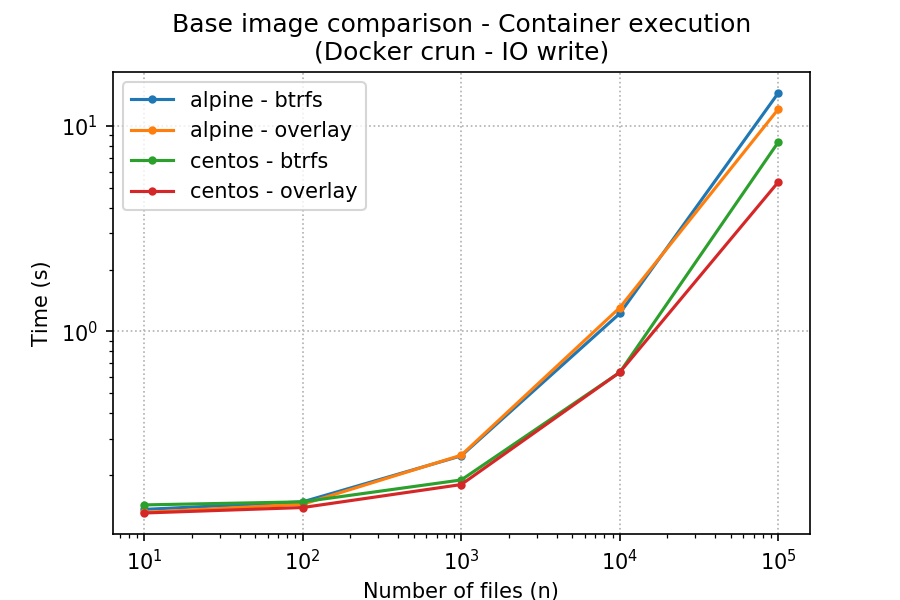 Base image comparison - Container execution
(Docker crun - IO write)
alpine - btrfs
alpine - overlay
centos - btrfs
centos - overlay
Time (s)
10¹
10⁰
10¹ 10² 10³ 10⁴ 10⁵
Number of files (n)